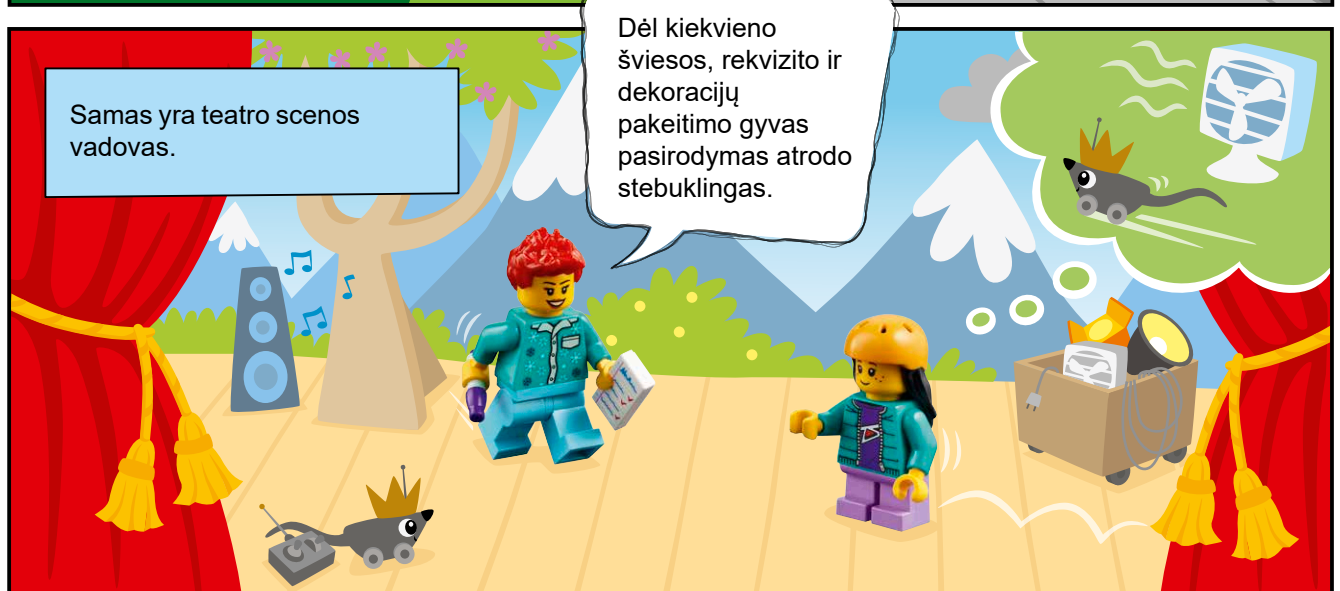 Samas yra teatro scenos
vadovas.
Dėl kiekvieno
šviesos, rekvizito ir
dekoracijų
pakeitimo gyvas
pasirodymas atrodo
stebuklingas.